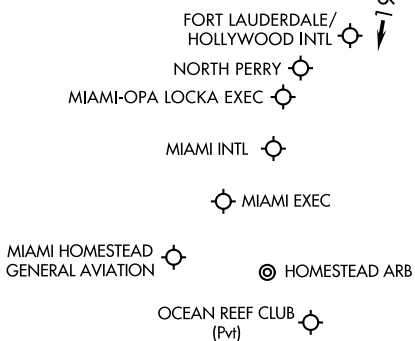 FORT LAUDERDALE/
HOLLYWOOD INTL
NORTH PERRY
MIAMI-OPA LOCKA EXEC
MIAMI INTL
MIAMI EXEC
MIAMI HOMESTEAD
GENERAL AVIATION
HOMESTEAD ARB
OCEAN REEF CLUB
(Pvt)